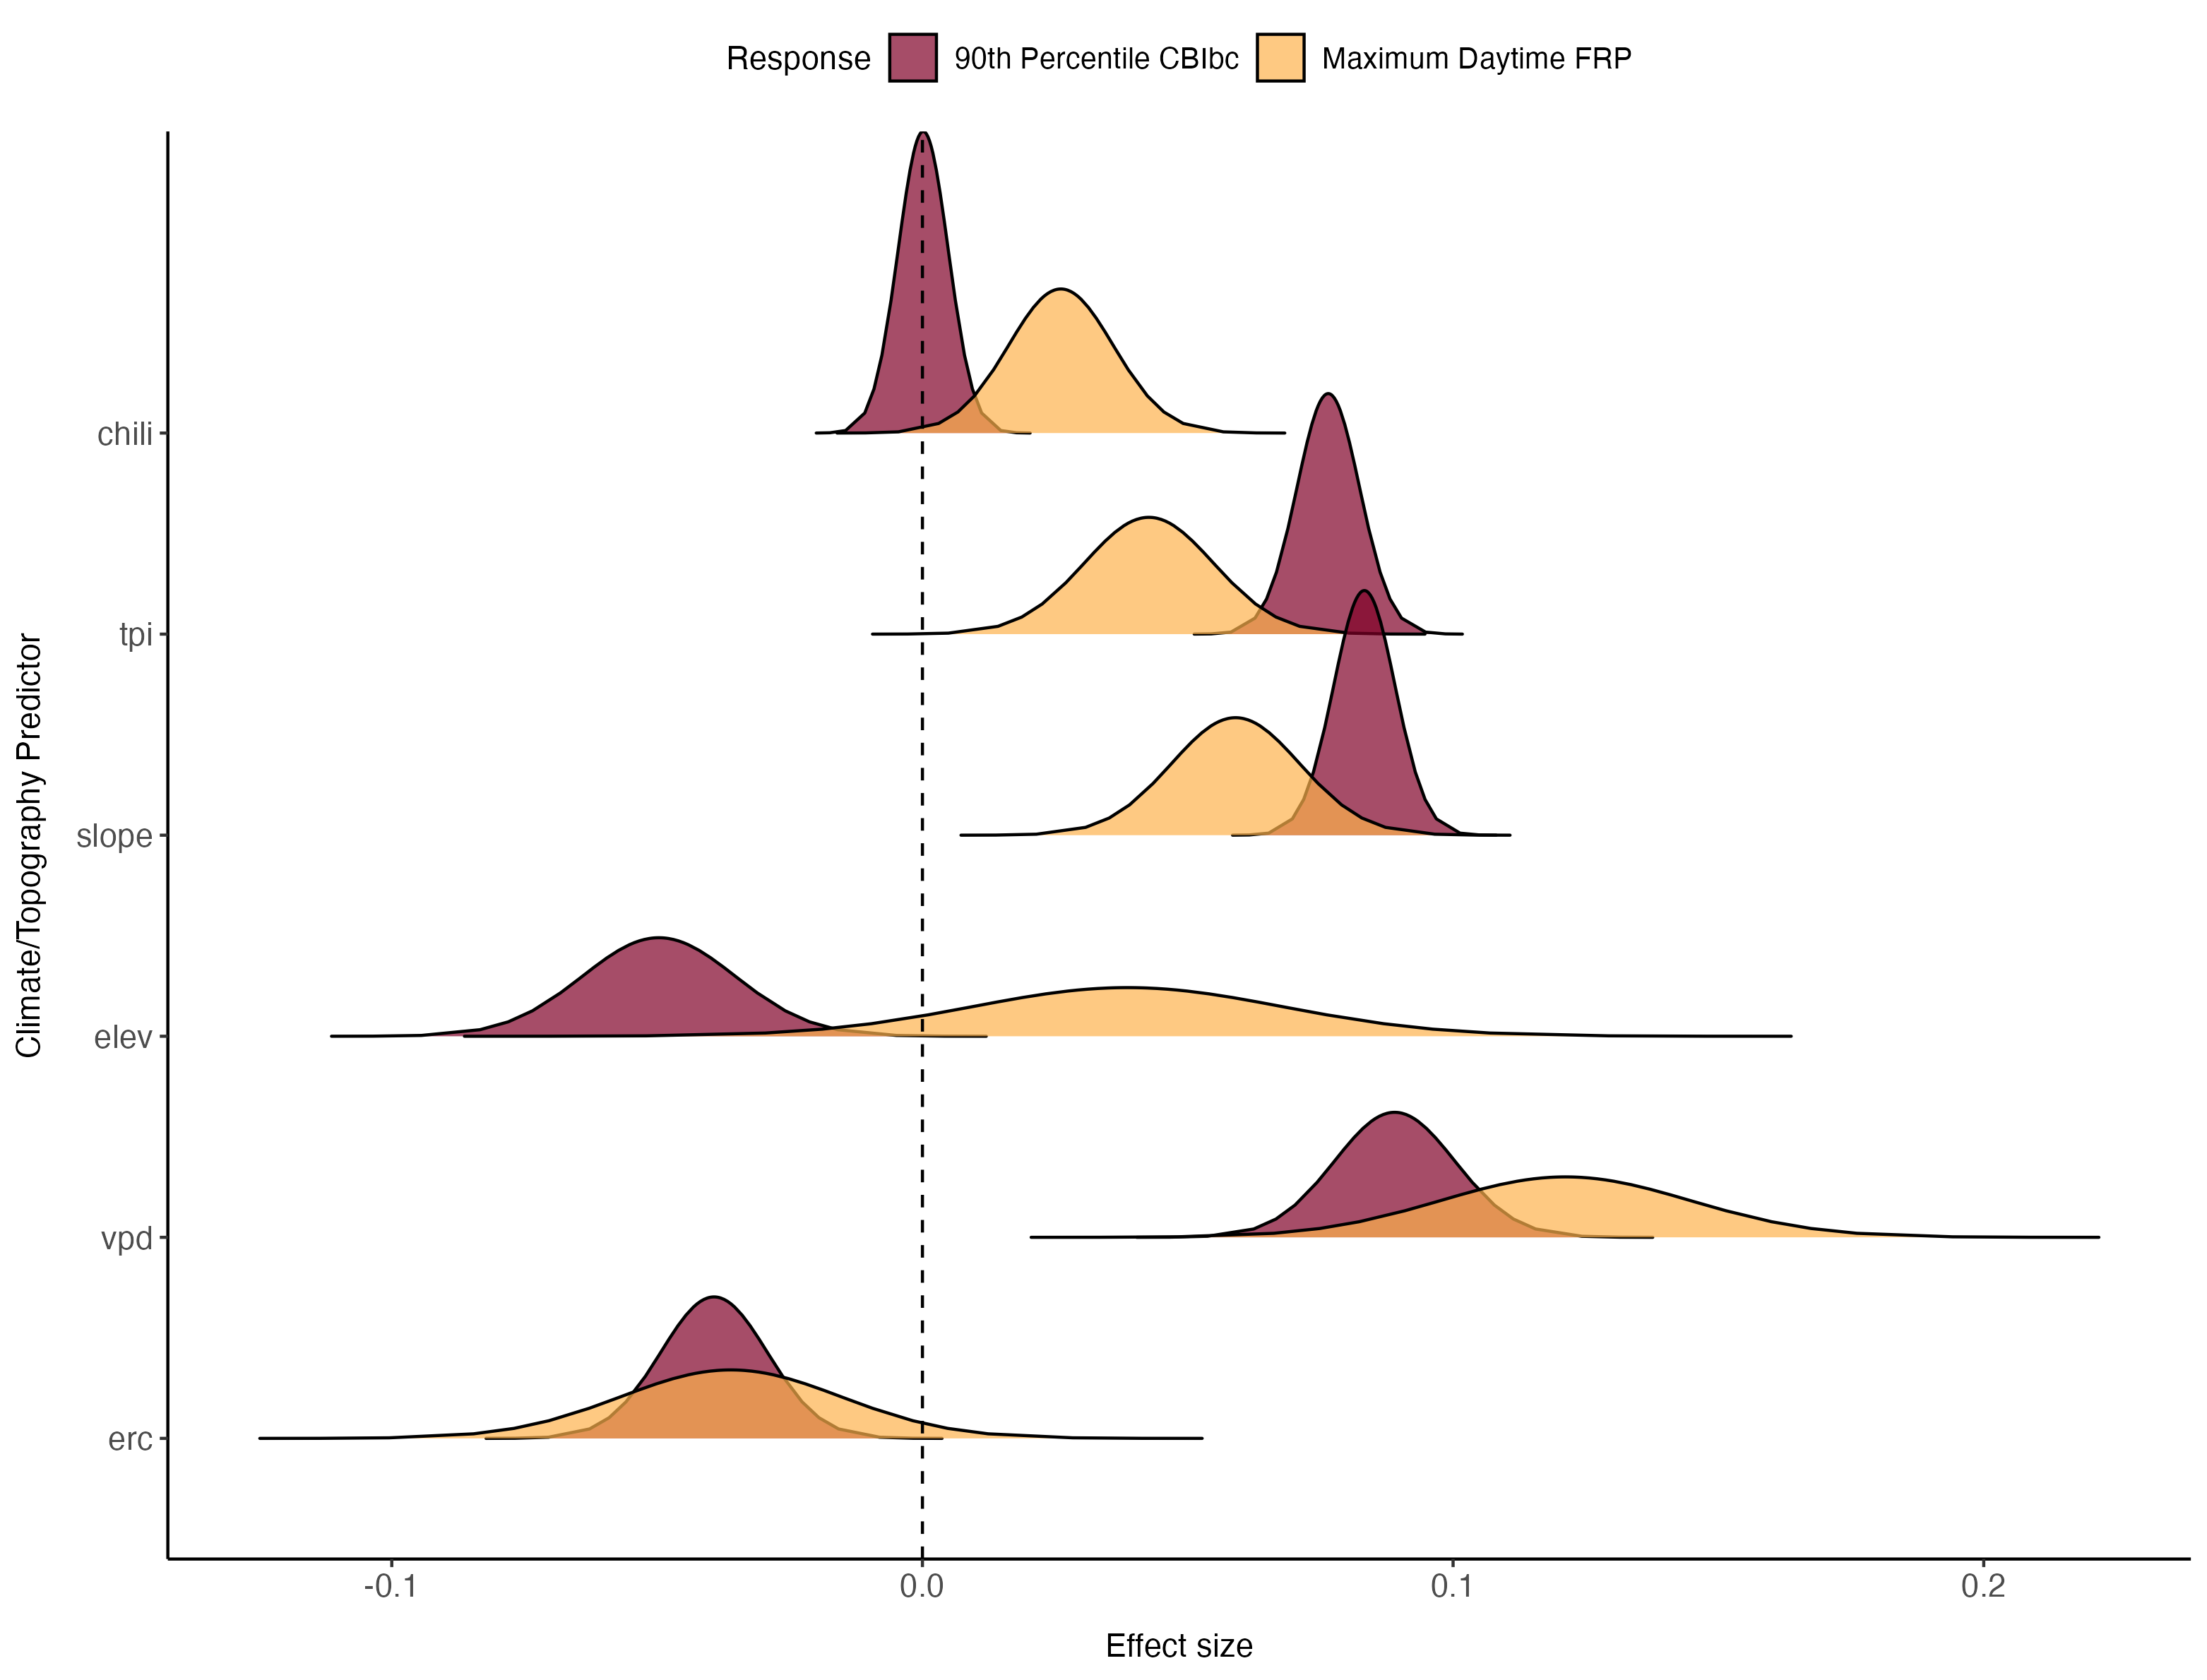 Response 90th Percentile CBIbc Maximum Daytime FRP
Climate/Topography Predictor
chili
tpi
slope
elev
vpd
erc
-0.1 0.0 0.1 0.2
Effect size